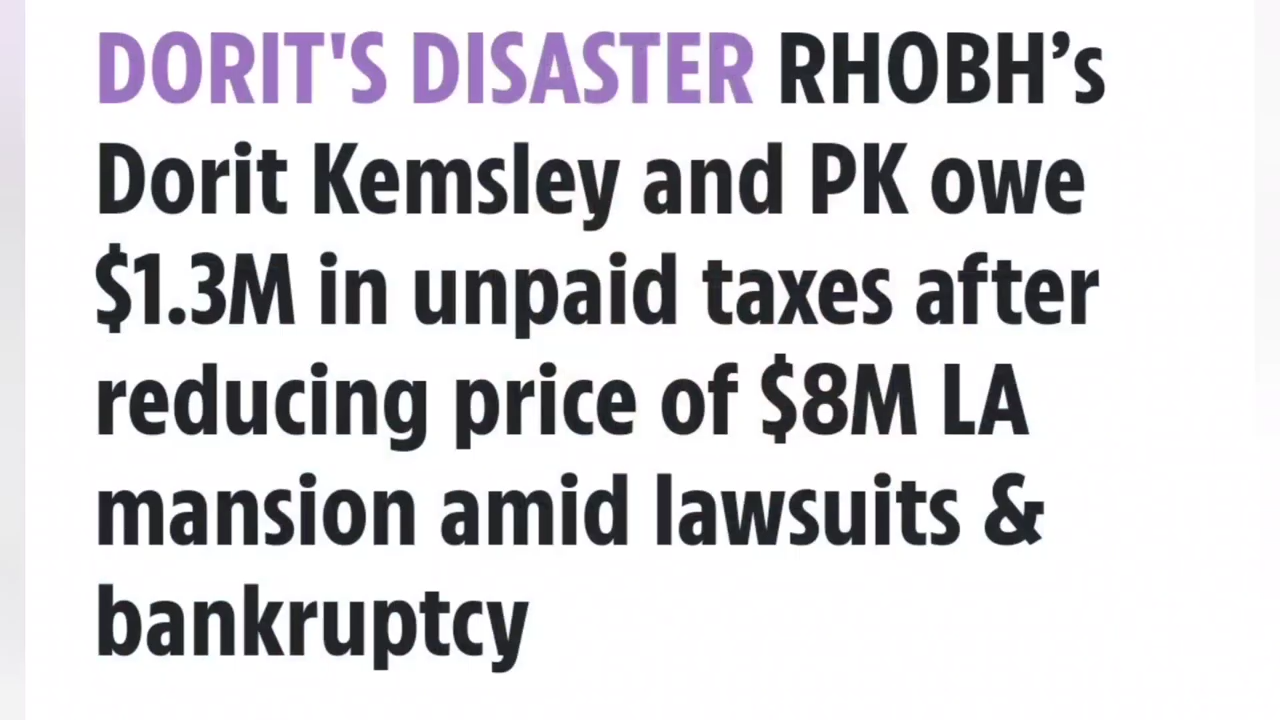 DORIT'S DISASTER RHOBH’s
Dorit Kemsley and PK owe
$1.3M in unpaid taxes after
reducing price of $8M LA
mansion amid lawsuits &
bankruptcy